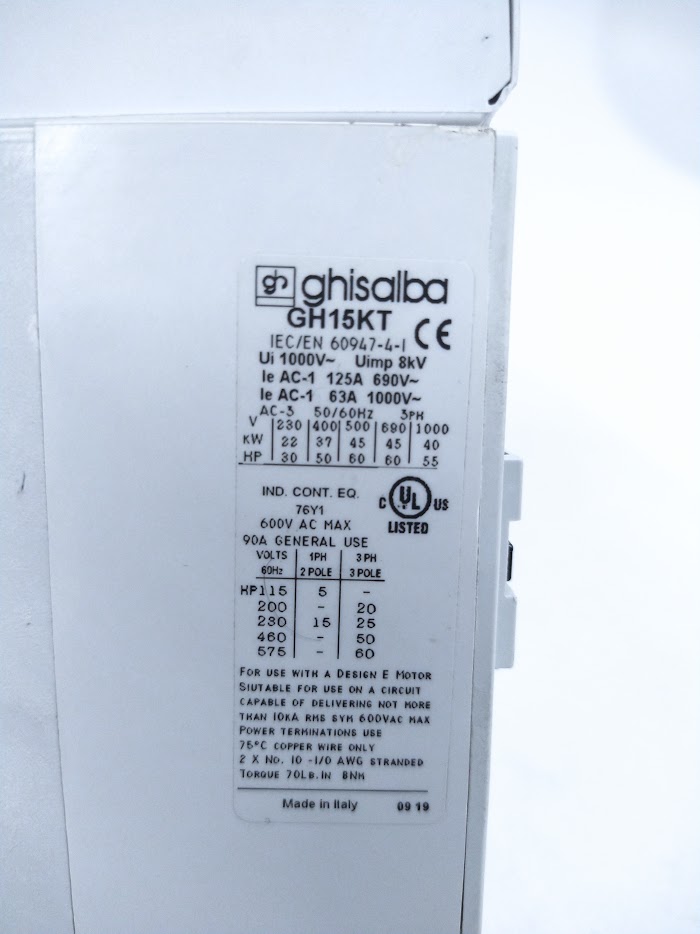 gh ghisalba
GH15KT
IEC/EN 60947-4-1
CE
Ui 1000V~ Uimp 8kV
Ie AC-1 125A 690V~
Ie AC-1 63A 1000V~
AC-3 50/60Hz 3PH
V 230 400 500 690 1000
KW 22 37 45 45 40
HP 30 50 60 60 55
IND. CONT. EQ.
76Y1
600V AC MAX
C UL US
LISTED
90A GENERAL USE
VOLTS 1PH 3 PH
60Hz 2 POLE 3 POLE
HP115 5 -
200 - 20
230 15 25
460 - 50
575 - 60
FOR USE WITH A DESIGN E MOTOR
SIUTABLE FOR USE ON A CIRCUIT
CAPABLE OF DELIVERING NOT MORE
THAN 10KA RMS SYM 600VAC MAX
POWER TERMINATIONS USE
75°C COPPER WIRE ONLY
2 X NO. 10 -1/0 AWG STRANDED
TORQUE 70LB.IN 8NM
Made in Italy 09 19